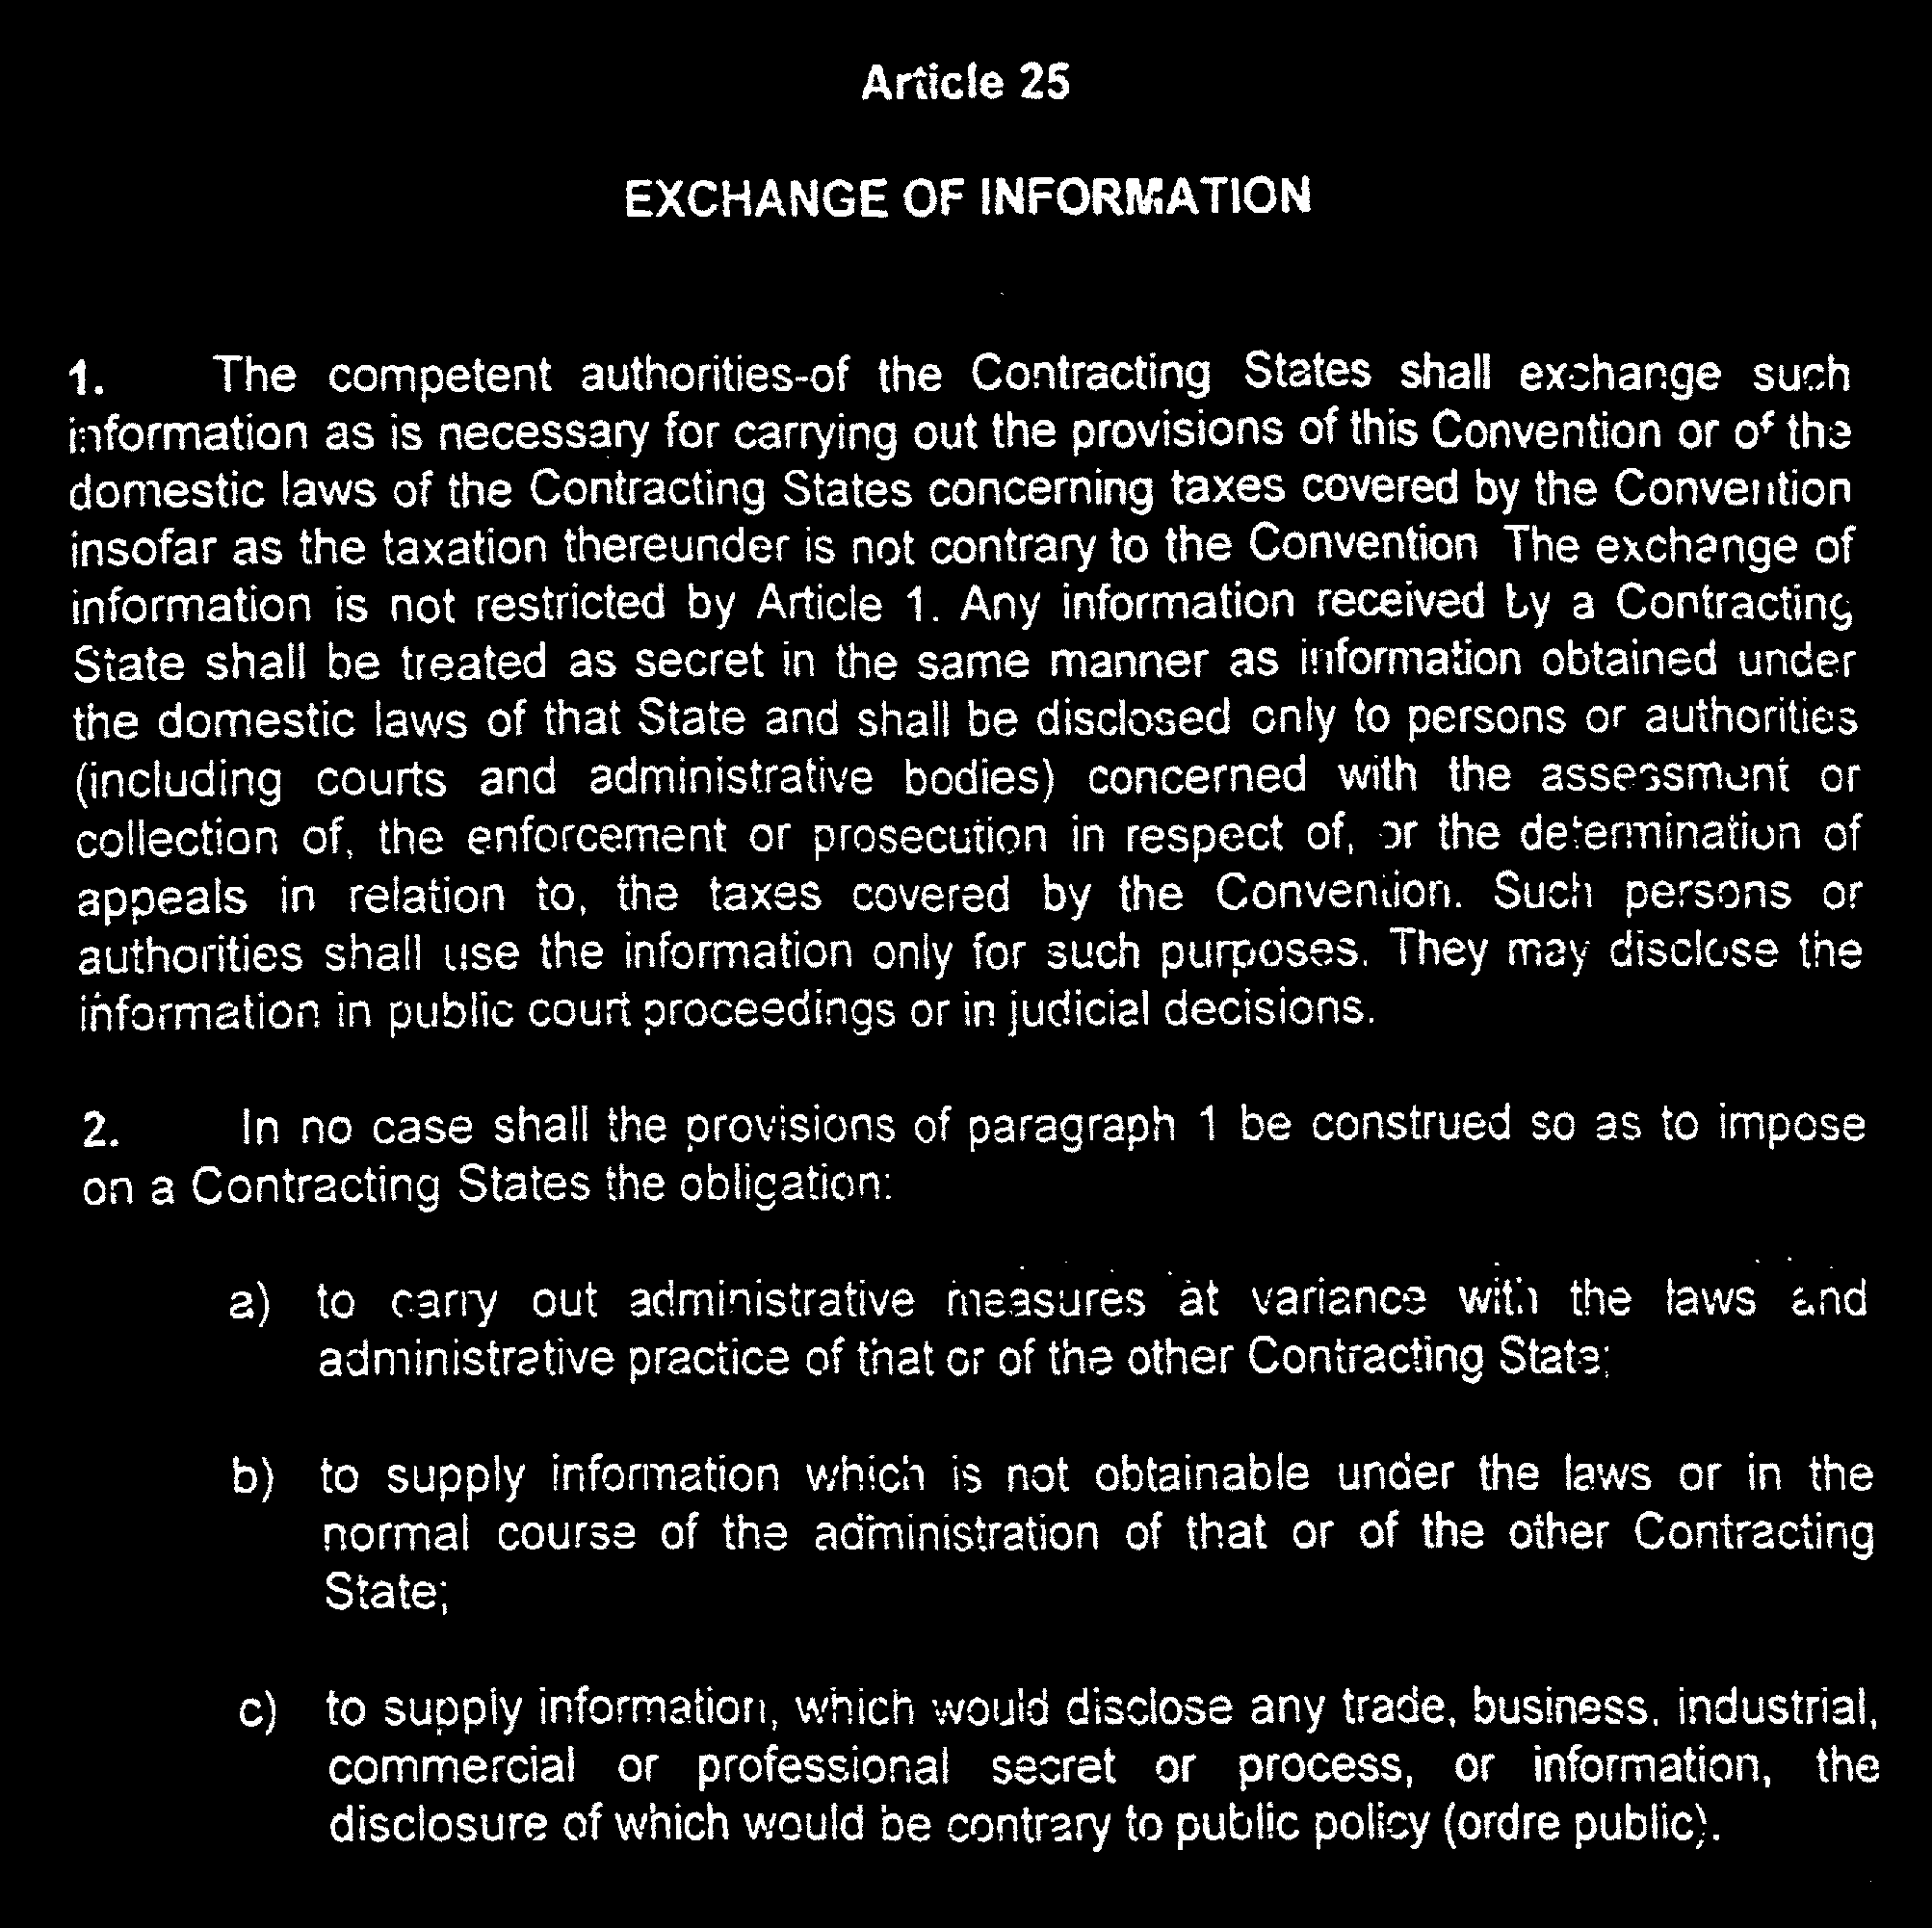 Article 25
EXCHANGE OF INFORMATION
1. The competent authorities-of the Contracting States shall exchange such
information as is necessary for carrying out the provisions of this Convention or of the
domestic laws of the Contracting States concerning taxes covered by the Convention
insofar as the taxation thereunder is not contrary to the Convention The exchange of
information is not restricted by Article 1. Any information received by a Contracting
State shall be treated as secret in the same manner as information obtained under
the domestic laws of that State and shall be disclosed only to persons or authorities
(including courts and administrative bodies) concerned with the assessment or
collection of, the enforcement or prosecution in respect of, or the determination of
appeals in relation to, the taxes covered by the Convention. Such persons or
authorities shall use the information only for such purposes. They may disclose the
information in public court proceedings or in judicial decisions.
2. In no case shall the provisions of paragraph 1 be construed so as to impose
on a Contracting States the obligation:
a) to carry out administrative measures at variance with the laws and
administrative practice of that or of the other Contracting State;
b) to supply information which is not obtainable under the laws or in the
normal course of the administration of that or of the other Contracting
State;
c) to supply information, which would disclose any trade, business, industrial,
commercial or professional secret or process, or information, the
disclosure of which would be contrary to public policy (ordre public).